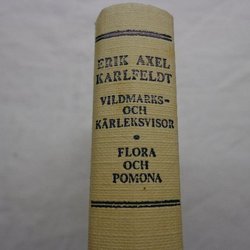 ERIK AXEL
KARLFELDT
VILDMARKS-
OCH
KÄRLEKSVISOR
•
FLORA
OCH
POMONA